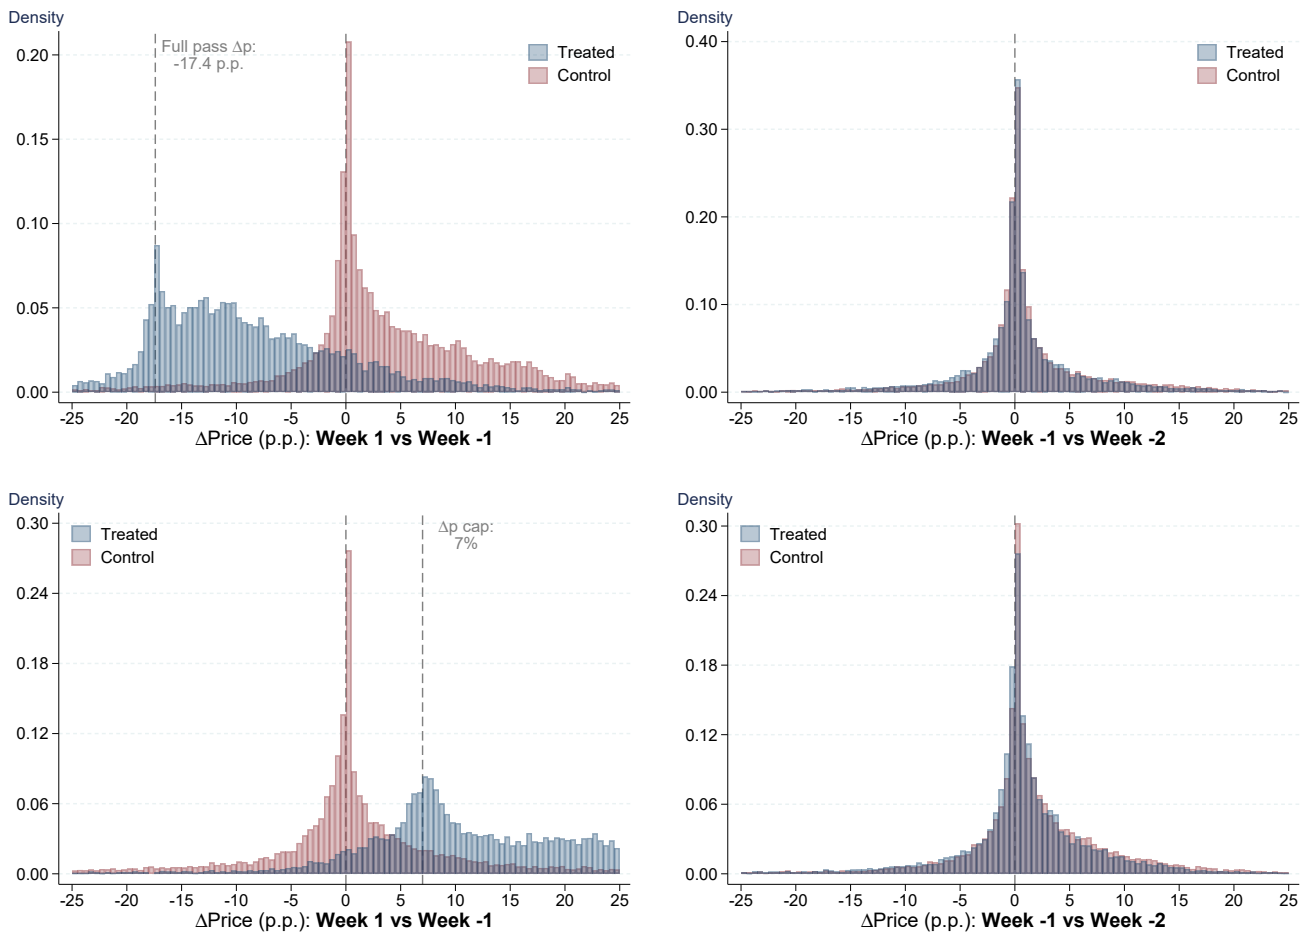 Density
Full pass Δp:
-17.4 p.p.
Treated
Control
0.20
0.15
0.10
0.05
0.00
-25 -20 -15 -10 -5 0 5 10 15 20 25
ΔPrice (p.p.): Week 1 vs Week -1
Density
Treated
Control
0.40
0.30
0.20
0.10
0.00
-25 -20 -15 -10 -5 0 5 10 15 20 25
ΔPrice (p.p.): Week -1 vs Week -2
Density
Treated
Control
Δp cap:
7%
0.30
0.24
0.18
0.12
0.06
0.00
-25 -20 -15 -10 -5 0 5 10 15 20 25
ΔPrice (p.p.): Week 1 vs Week -1
Density
Treated
Control
0.30
0.24
0.18
0.12
0.06
0.00
-25 -20 -15 -10 -5 0 5 10 15 20 25
ΔPrice (p.p.): Week -1 vs Week -2